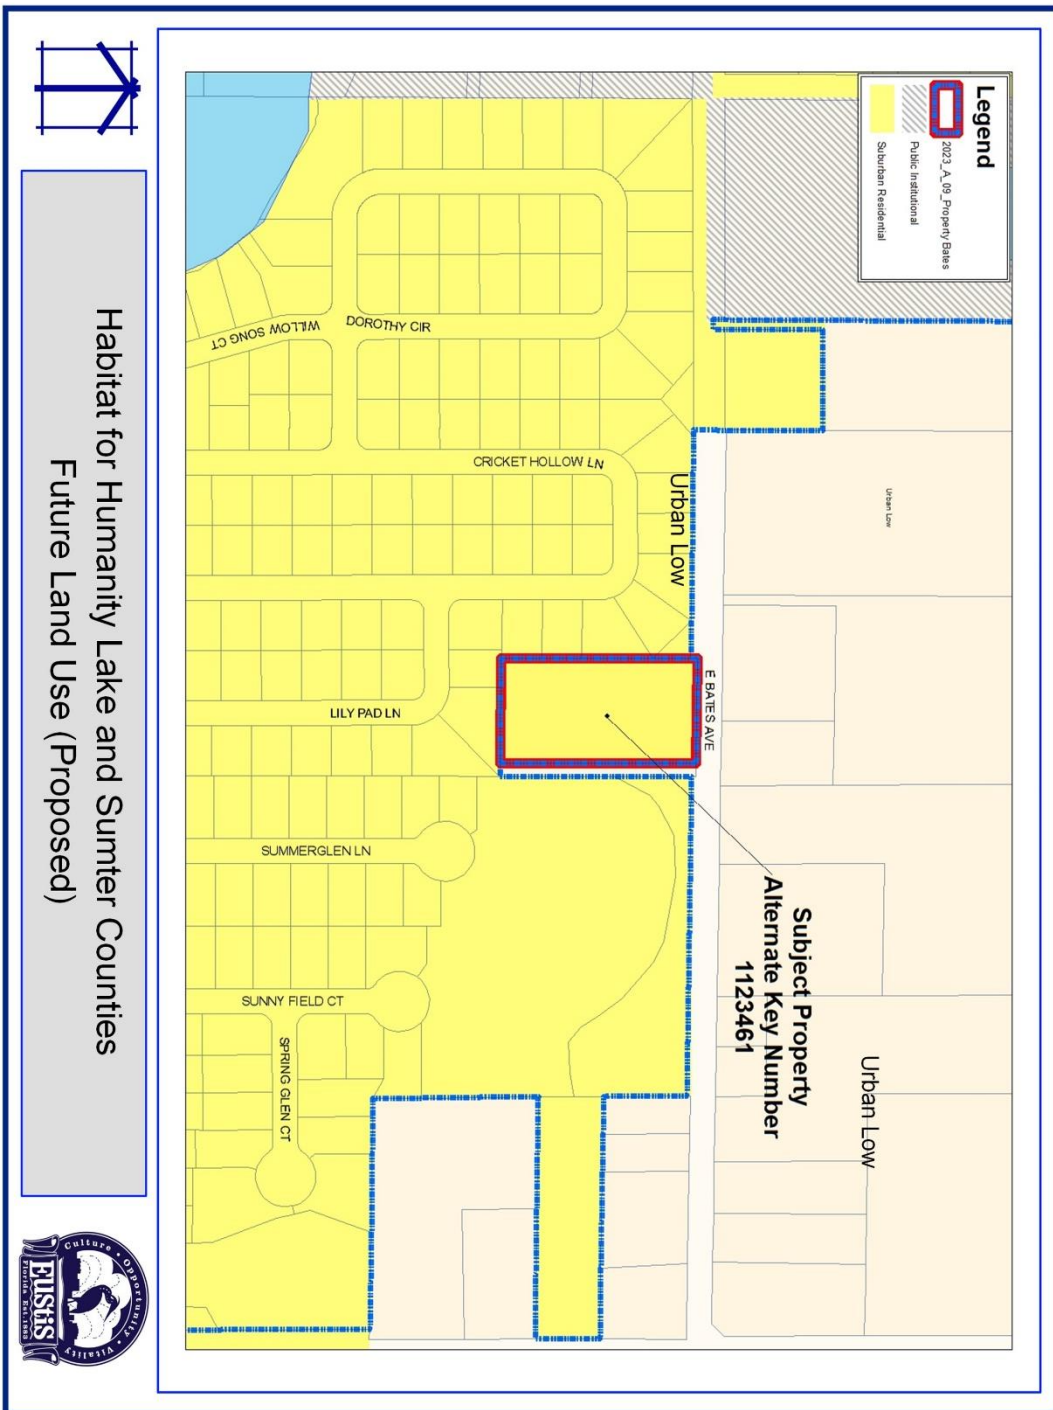 Legend
2023_A_09_Property Bates
Public Institutional
Suburban Residential
Urban Low
Urban Low
E BATES AVE
Subject Property
Alternate Key Number
1123461
Urban Low
DOROTHY CIR
WILLOW SONG CT
CRICKET HOLLOW LN
LILY PAD LN
SUMMERGLEN LN
SUNNY FIELD CT
SPRING GLEN CT
Habitat for Humanity Lake and Sumter Counties
Future Land Use (Proposed)
Culture • Opportunity • Vitality
EUSTIS
Florida Est.1883